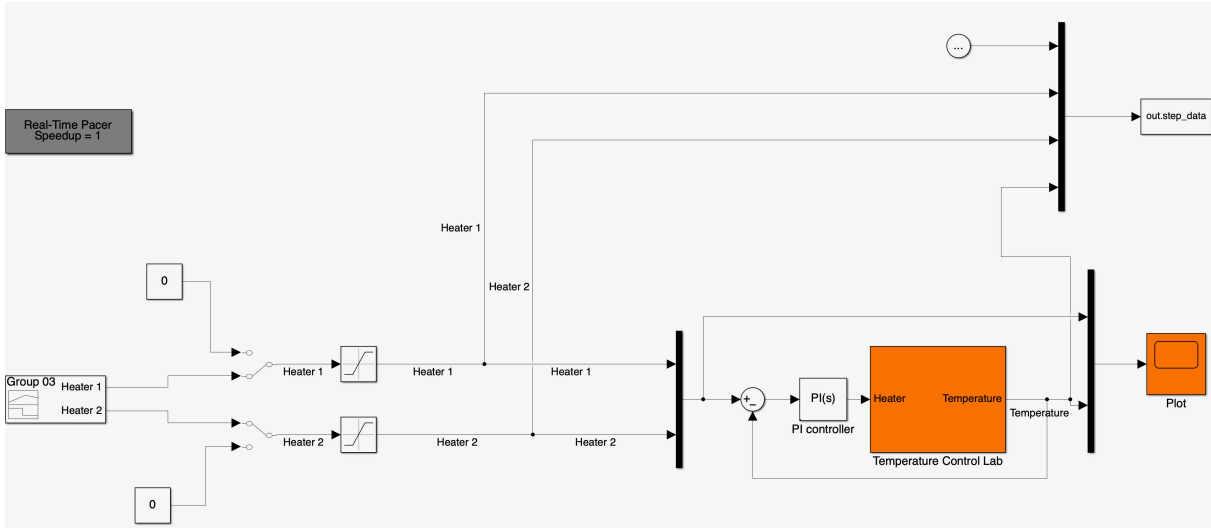 ...
out.step_data
Real-Time Pacer
Speedup = 1
Heater 1
Heater 2
0
Group 03
Heater 1
Heater 2
Heater 1
Heater 1
Heater 1
Heater 2
Heater 2
Heater 2
0
+
−
PI(s)
PI controller
Heater
Temperature
Temperature
Temperature Control Lab
Plot